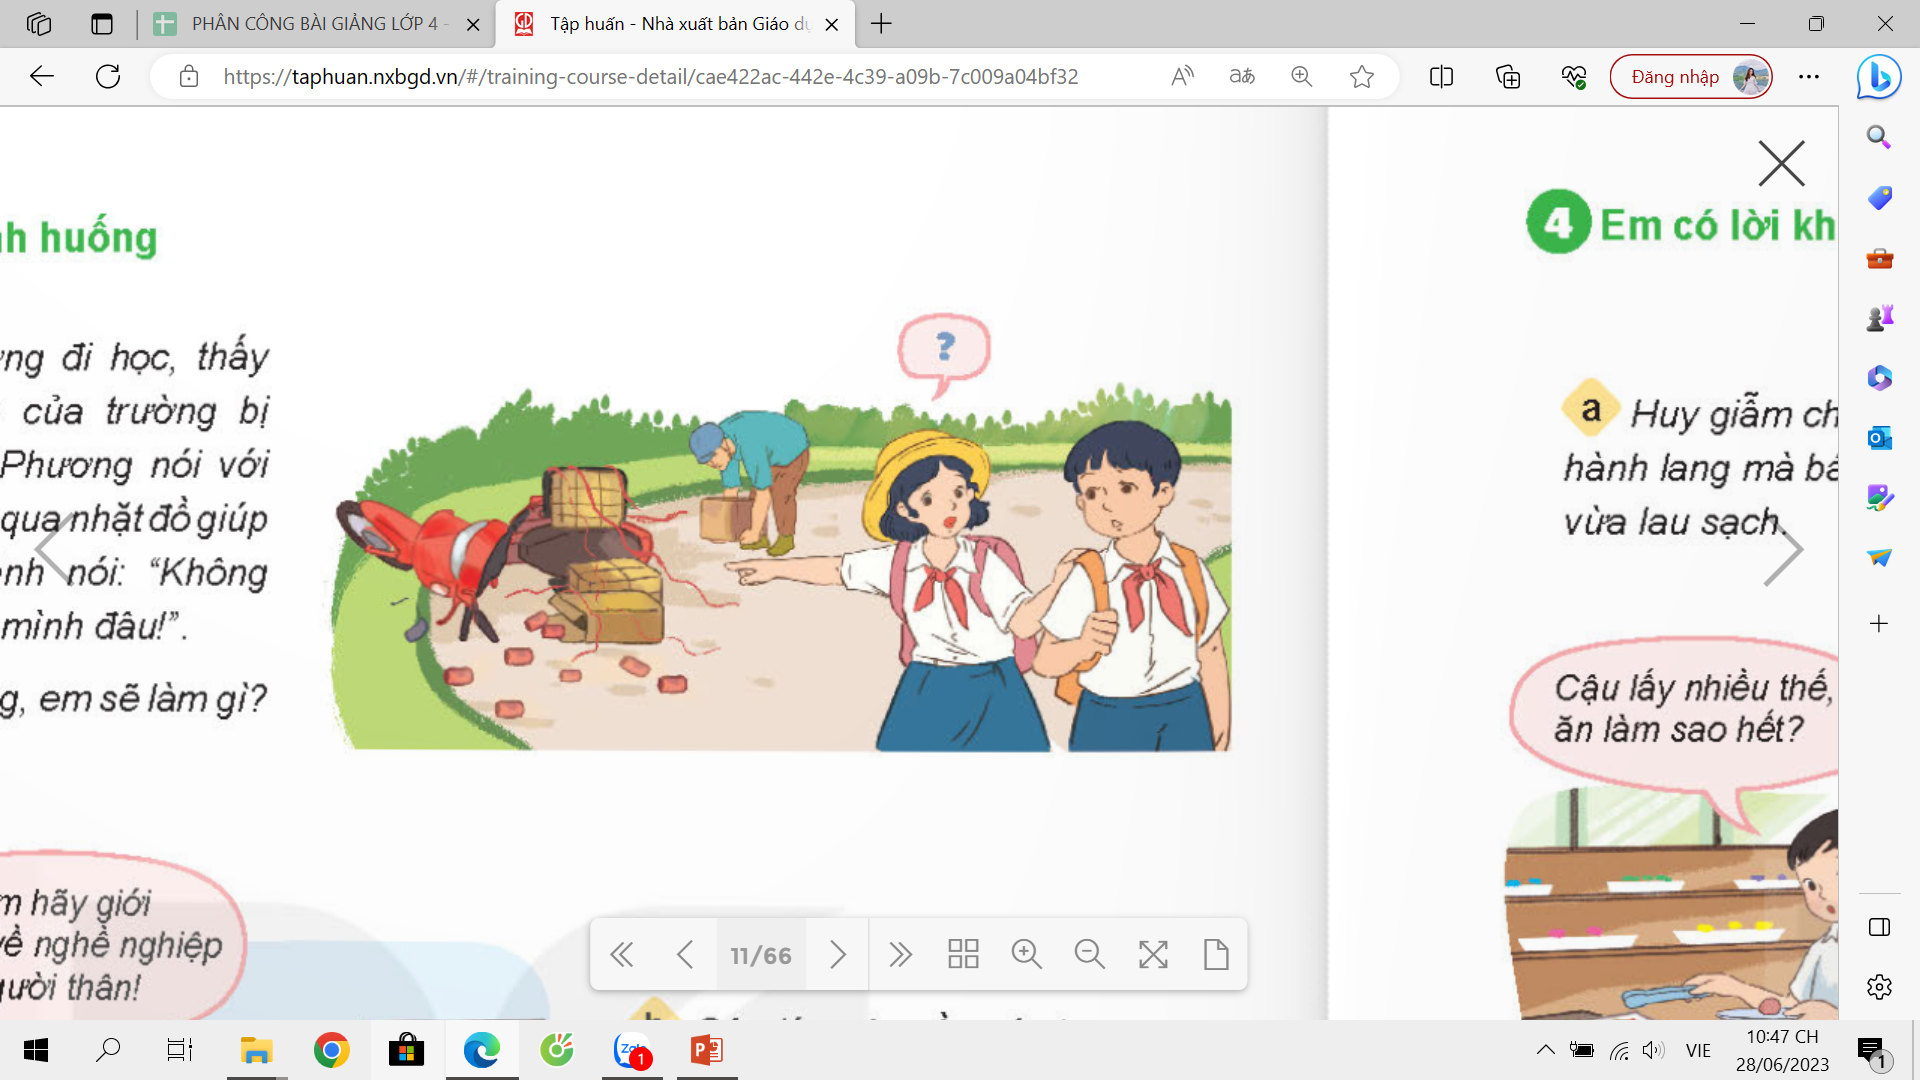 PHÂN CÔNG BÀI GIẢNG LỚP 4 -
Tập huấn - Nhà xuất bản Giáo dụ
https://taphuan.nxbgd.vn/#/training-course-detail/cae422ac-442e-4c39-a09b-7c009a04bf32
Đăng nhập
huống
đi học, thấy
của trường bị
Phương nói với
qua nhặt đồ giúp
nói: “Không
mình đâu!”.
em sẽ làm gì?
?
hãy giới
về nghề nghiệp
thân!
4 Em có lời kh
a Huy giẫm ch
hành lang mà
vừa lau sạch.
Cậu lấy nhiều thế,
ăn làm sao hết?
11/66
Zalo
1
VIE
10:47 CH
28/06/2023
1